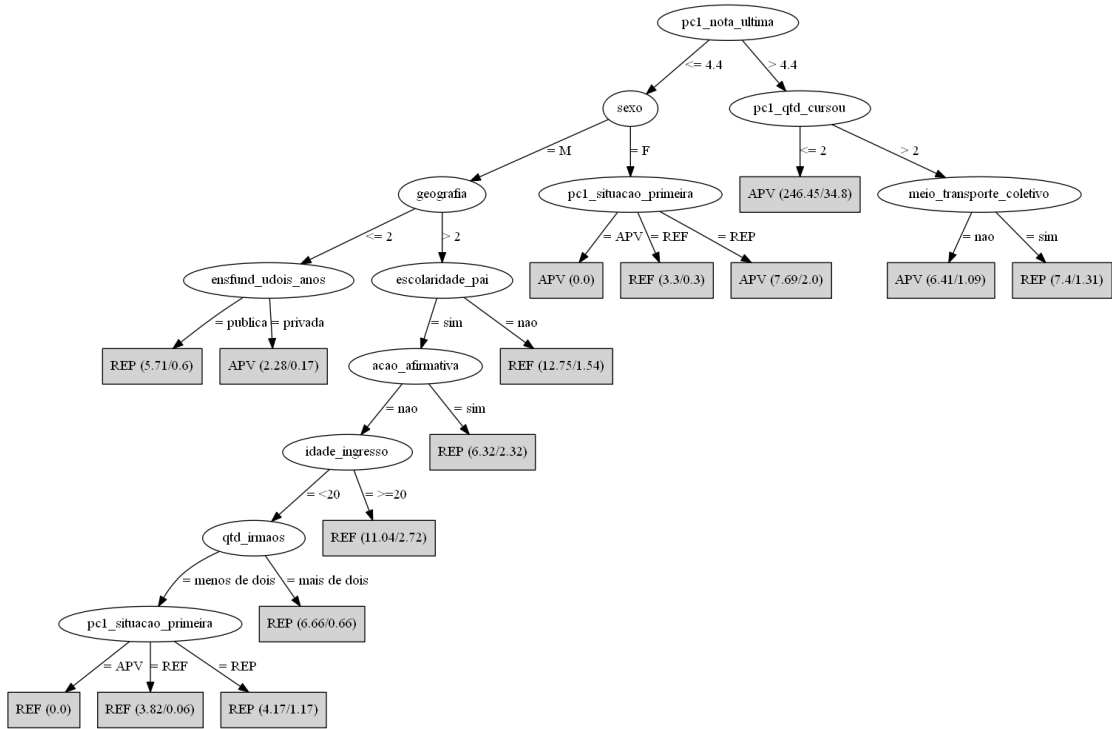 pc1_nota_ultima
<= 4.4
> 4.4
sexo
pc1_qtd_cursou
= M
= F
<= 2
> 2
geografia
pc1_situacao_primeira
APV (246.45/34.8)
meio_transporte_coletivo
<= 2
> 2
= APV
= REF
= REP
= nao
= sim
ensfund_udois_anos
escolaridade_pai
APV (0.0)
REF (3.3/0.3)
APV (7.69/2.0)
APV (6.41/1.09)
REP (7.4/1.31)
= publica
= privada
= sim
= nao
REP (5.71/0.6)
APV (2.28/0.17)
acao_afirmativa
REF (12.75/1.54)
= nao
= sim
idade_ingresso
REP (6.32/2.32)
= <20
= >=20
qtd_irmaos
REF (11.04/2.72)
= menos de dois
= mais de dois
pc1_situacao_primeira
REP (6.66/0.66)
= APV
= REF
= REP
REF (0.0)
REF (3.82/0.06)
REP (4.17/1.17)